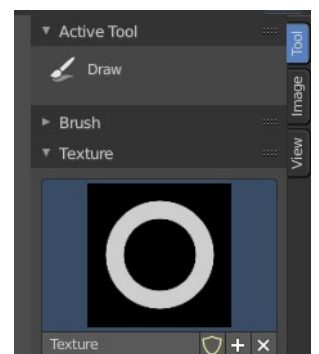 Active Tool
Draw
Brush
Texture
Texture
Tool
Image
View